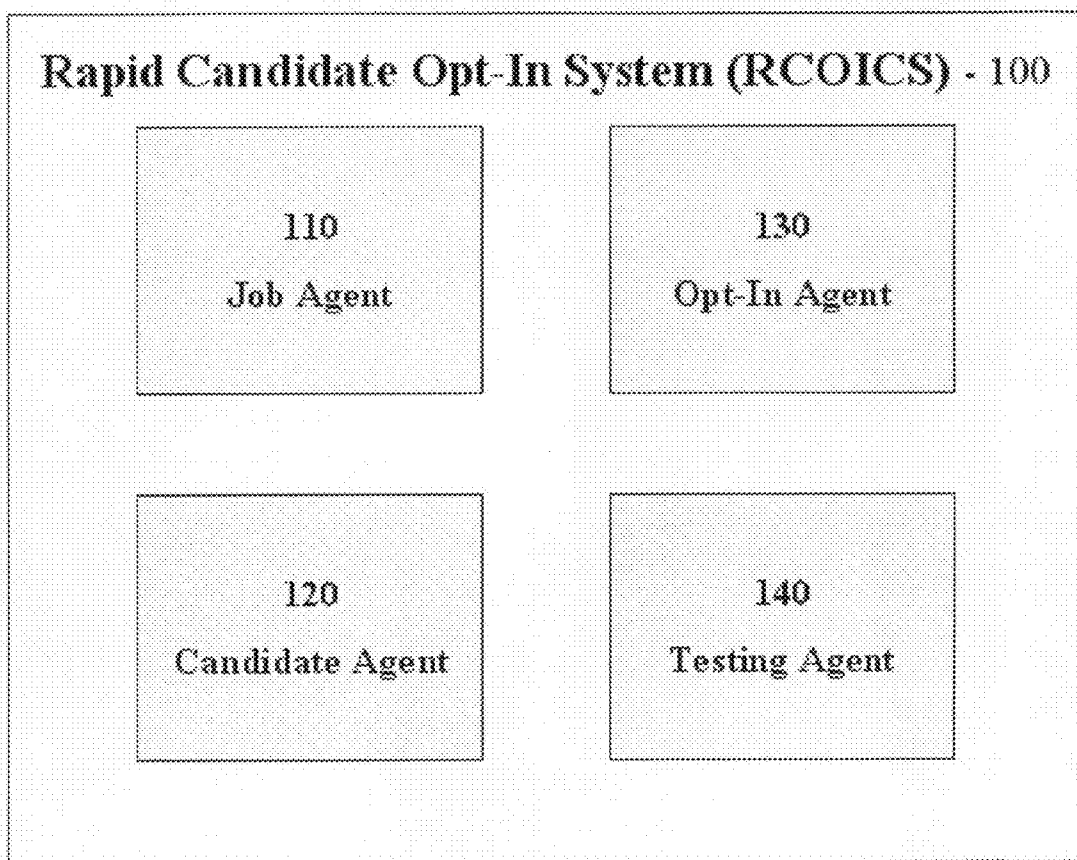 Rapid Candidate Opt-In System (RCOICS) - 100
110
Job Agent
130
Opt-In Agent
120
Candidate Agent
140
Testing Agent